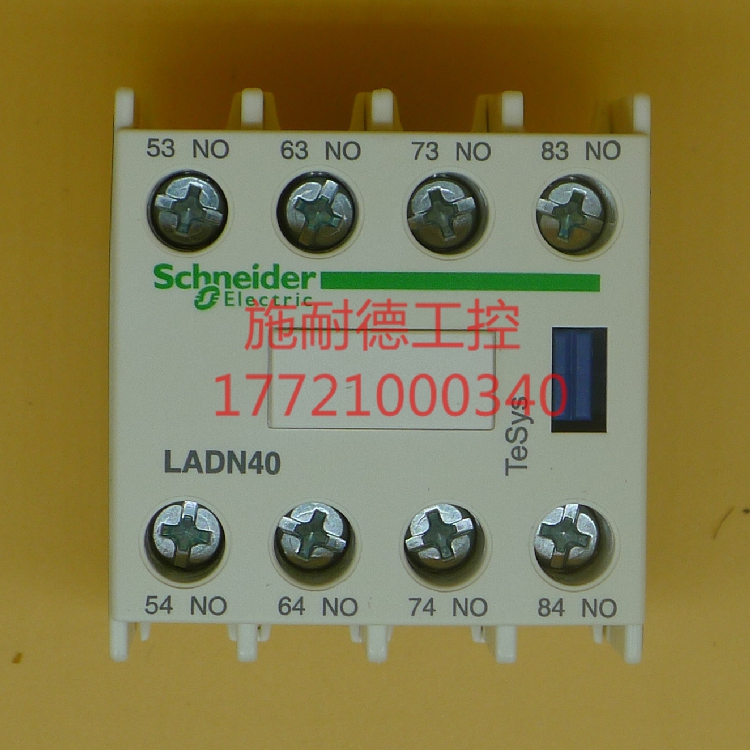 53 NO 63 NO 73 NO 83 NO
Schneider
Electric
施耐德工控
17721000340
TeSys
LADN40
54 NO 64 NO 74 NO 84 NO